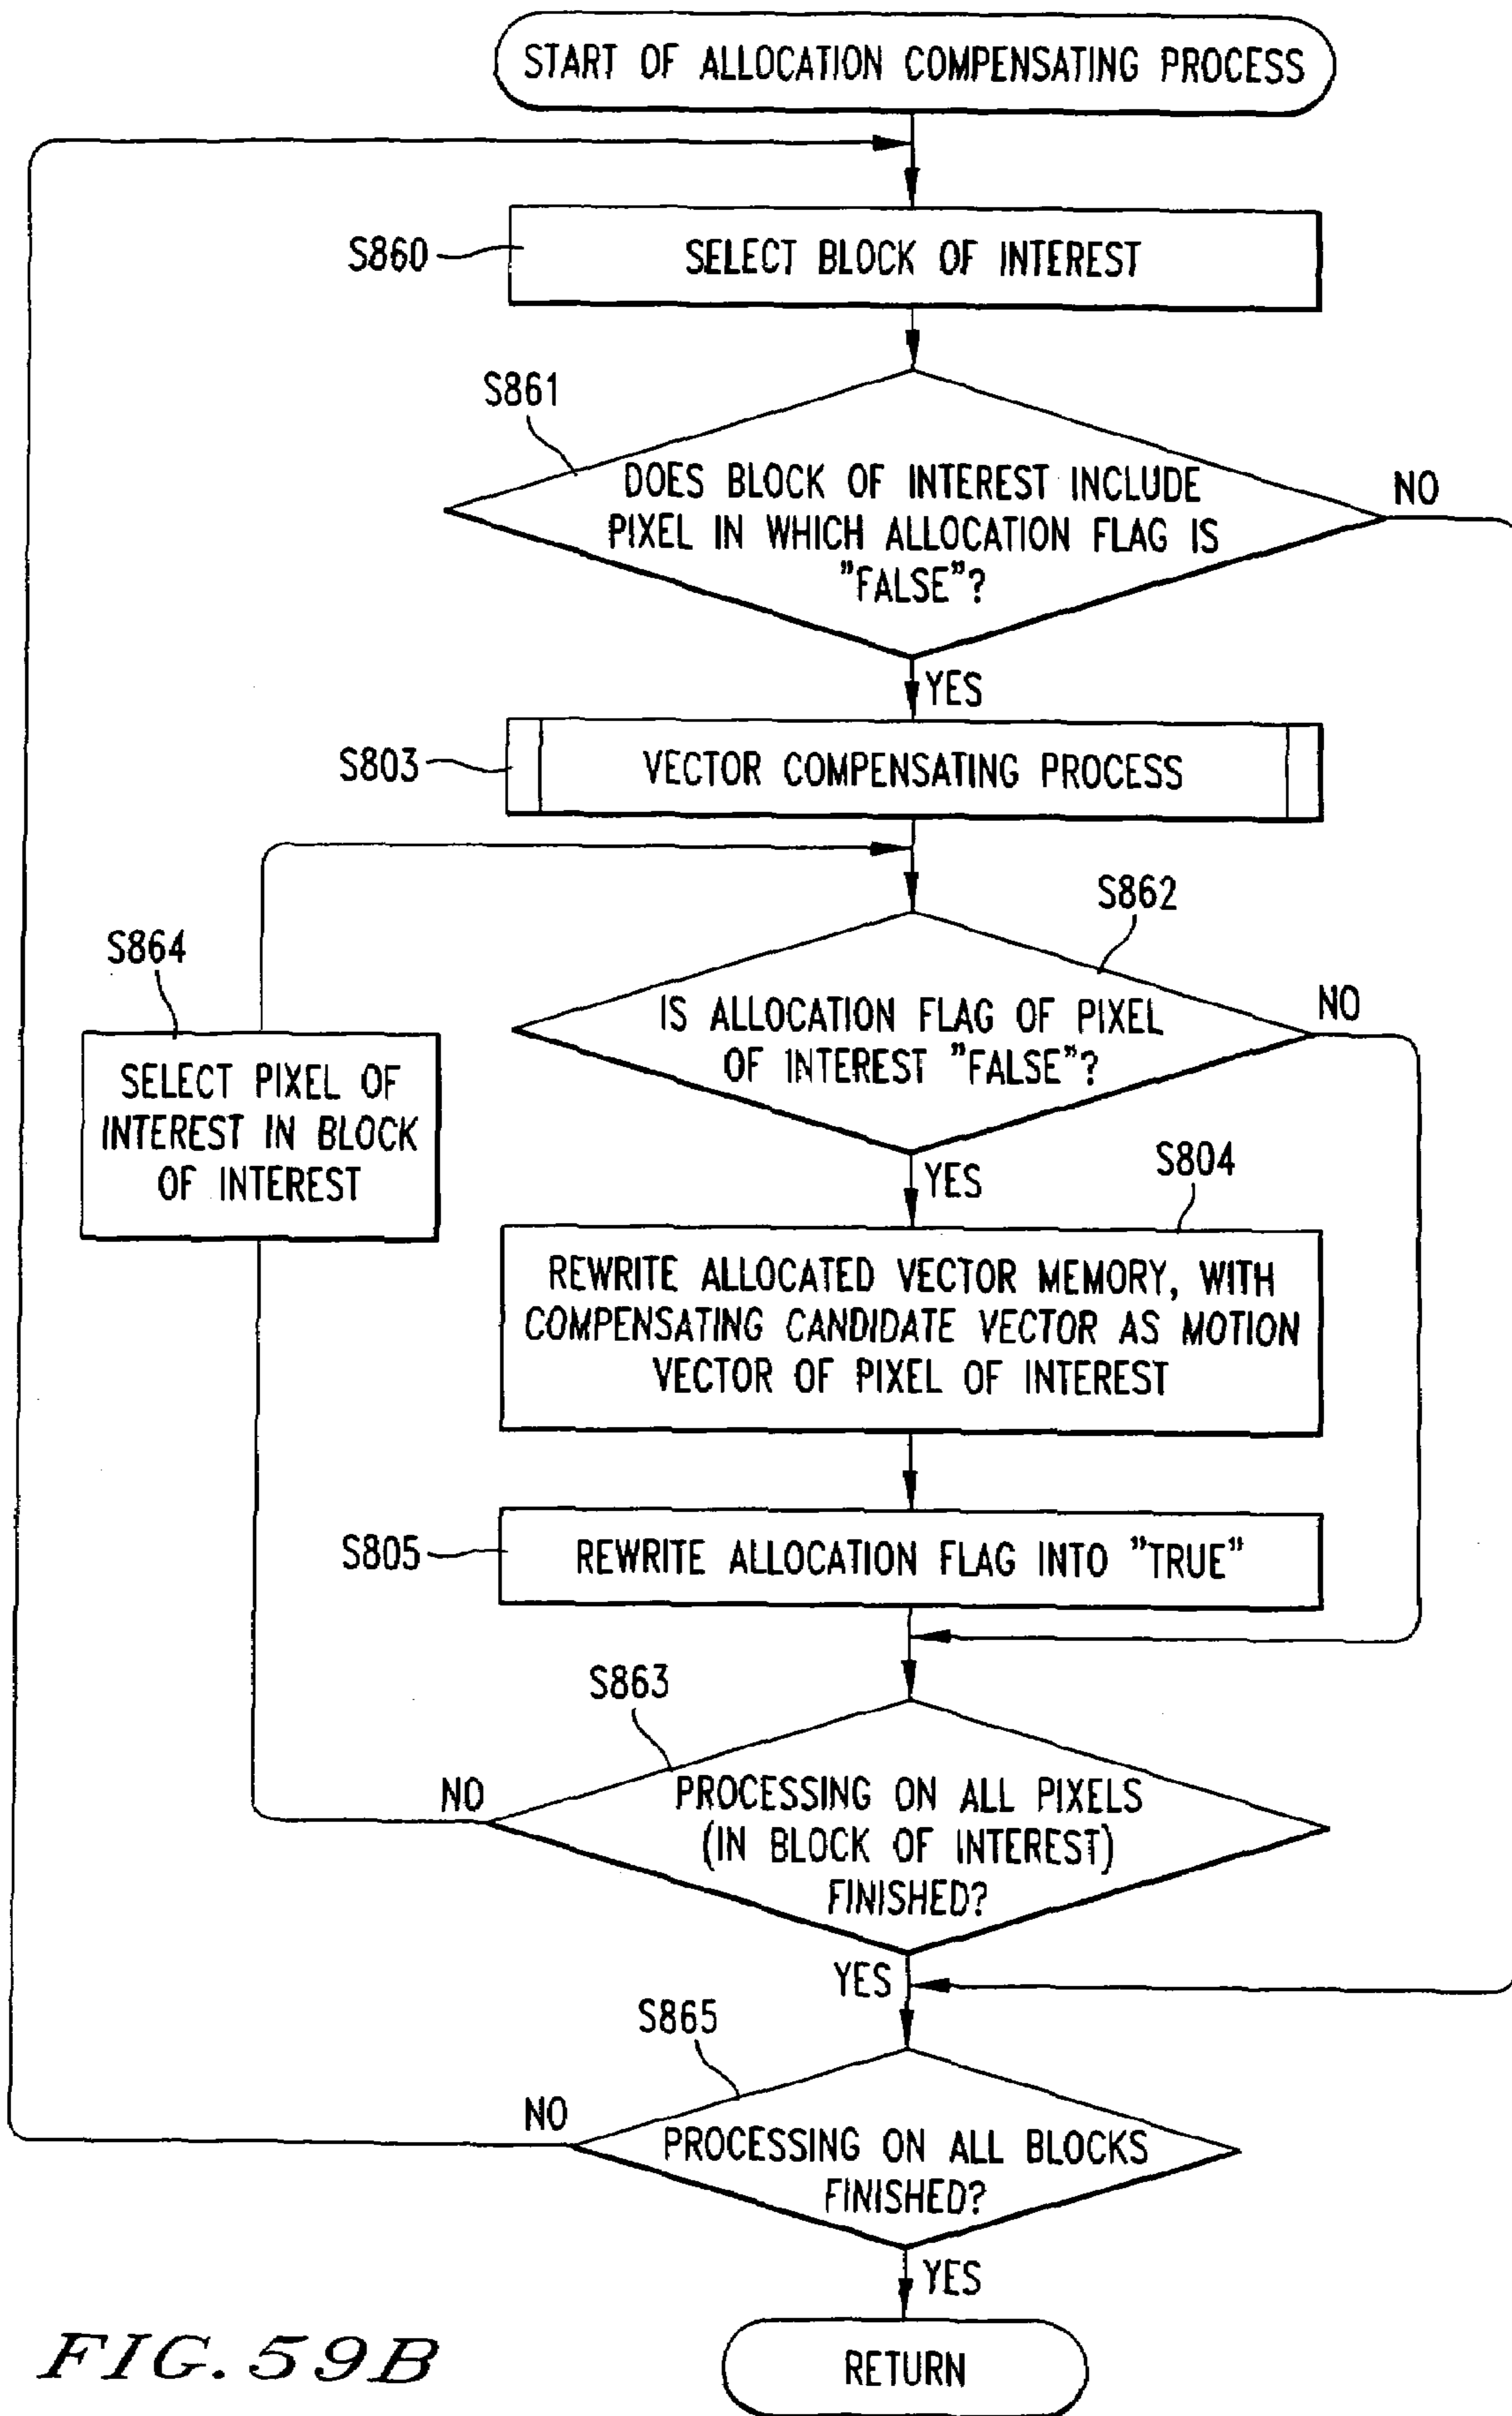 START OF ALLOCATION COMPENSATING PROCESS
S860
SELECT BLOCK OF INTEREST
S861
DOES BLOCK OF INTEREST INCLUDE
PIXEL IN WHICH ALLOCATION FLAG IS
"FALSE"?
NO
YES
S803
VECTOR COMPENSATING PROCESS
S862
S864
IS ALLOCATION FLAG OF PIXEL
OF INTEREST "FALSE"?
NO
SELECT PIXEL OF
INTEREST IN BLOCK
OF INTEREST
YES
S804
REWRITE ALLOCATED VECTOR MEMORY, WITH
COMPENSATING CANDIDATE VECTOR AS MOTION
VECTOR OF PIXEL OF INTEREST
S805
REWRITE ALLOCATION FLAG INTO "TRUE"
S863
NO
PROCESSING ON ALL PIXELS
(IN BLOCK OF INTEREST)
FINISHED?
YES
S865
NO
PROCESSING ON ALL BLOCKS
FINISHED?
YES
RETURN
FIG. 59B